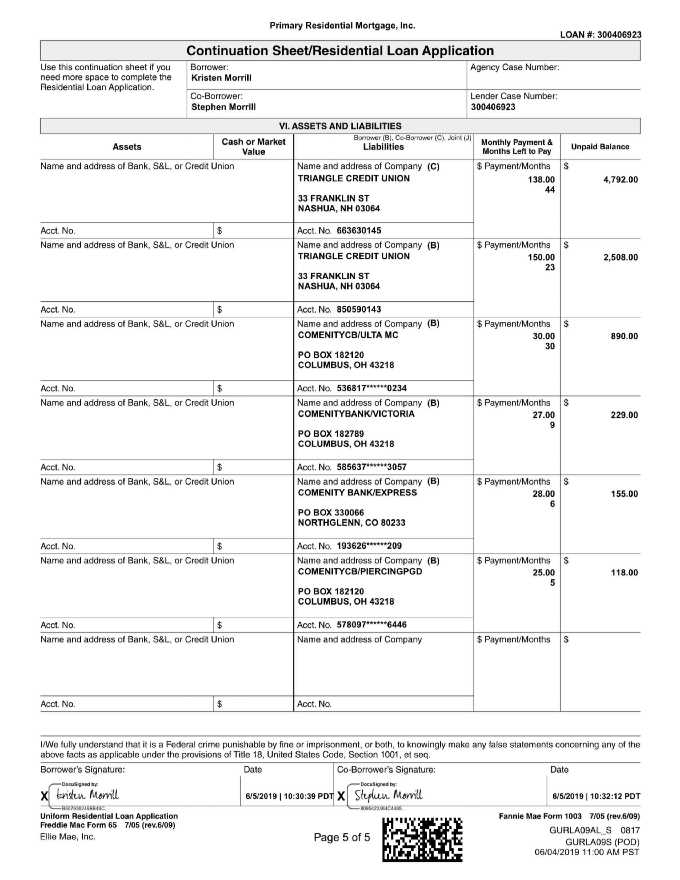 Primary Residential Mortgage, Inc.
LOAN #: 300406923
Continuation Sheet/Residential Loan Application
Use this continuation sheet if you
need more space to complete the
Residential Loan Application.
Borrower:
Kristen Morrill
Agency Case Number:
Co-Borrower:
Stephen Morrill
Lender Case Number:
300406923
VI. ASSETS AND LIABILITIES
Assets
Cash or Market
Value
Borrower (B), Co-Borrower (C), Joint (J)
Liabilities
Monthly Payment &
Months Left to Pay
Unpaid Balance
Name and address of Bank, S&L, or Credit Union
Name and address of Company (C)
TRIANGLE CREDIT UNION
33 FRANKLIN ST
NASHUA, NH 03064
$ Payment/Months
138.00
44
$
4,792.00
Acct. No.
$
Acct. No. 663630145
Name and address of Bank, S&L, or Credit Union
Name and address of Company (B)
TRIANGLE CREDIT UNION
33 FRANKLIN ST
NASHUA, NH 03064
$ Payment/Months
150.00
23
$
2,508.00
Acct. No.
$
Acct. No. 850590143
Name and address of Bank, S&L, or Credit Union
Name and address of Company (B)
COMENITYCB/ULTA MC
PO BOX 182120
COLUMBUS, OH 43218
$ Payment/Months
30.00
30
$
890.00
Acct. No.
$
Acct. No. 536817******0234
Name and address of Bank, S&L, or Credit Union
Name and address of Company (B)
COMENITYBANK/VICTORIA
PO BOX 182789
COLUMBUS, OH 43218
$ Payment/Months
27.00
9
$
229.00
Acct. No.
$
Acct. No. 585637******3057
Name and address of Bank, S&L, or Credit Union
Name and address of Company (B)
COMENITY BANK/EXPRESS
PO BOX 330066
NORTHGLENN, CO 80233
$ Payment/Months
28.00
6
$
155.00
Acct. No.
$
Acct. No. 193626******209
Name and address of Bank, S&L, or Credit Union
Name and address of Company (B)
COMENITYCB/PIERCINGPGD
PO BOX 182120
COLUMBUS, OH 43218
$ Payment/Months
25.00
5
$
118.00
Acct. No.
$
Acct. No. 578097******6446
Name and address of Bank, S&L, or Credit Union
Name and address of Company
$ Payment/Months
$
Acct. No.
$
Acct. No.
I/We fully understand that it is a Federal crime punishable by fine or imprisonment, or both, to knowingly make any false statements concerning any of the
above facts as applicable under the provisions of Title 18, United States Code, Section 1001, et seq.
Borrower's Signature:
Date
Co-Borrower's Signature:
Date
DocuSigned by:
X Kristen Morrill
6/5/2019 | 10:30:39 PDT
DocuSigned by:
X Stephen Morrill
6/5/2019 | 10:32:12 PDT
Uniform Residential Loan Application
Freddie Mac Form 65 7/05 (rev.6/09)
Ellie Mae, Inc.
Page 5 of 5
Fannie Mae Form 1003 7/05 (rev.6/09)
GURLA09AL_S 0817
GURLA09S (POD)
06/04/2019 11:00 AM PST